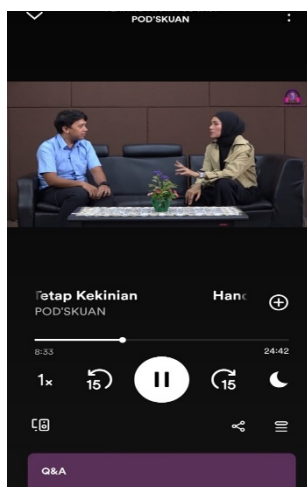 POD'SKUAN
Tetap Kekinian Hand
POD'SKUAN
8:33 24:42
1x 15 15
Q&A